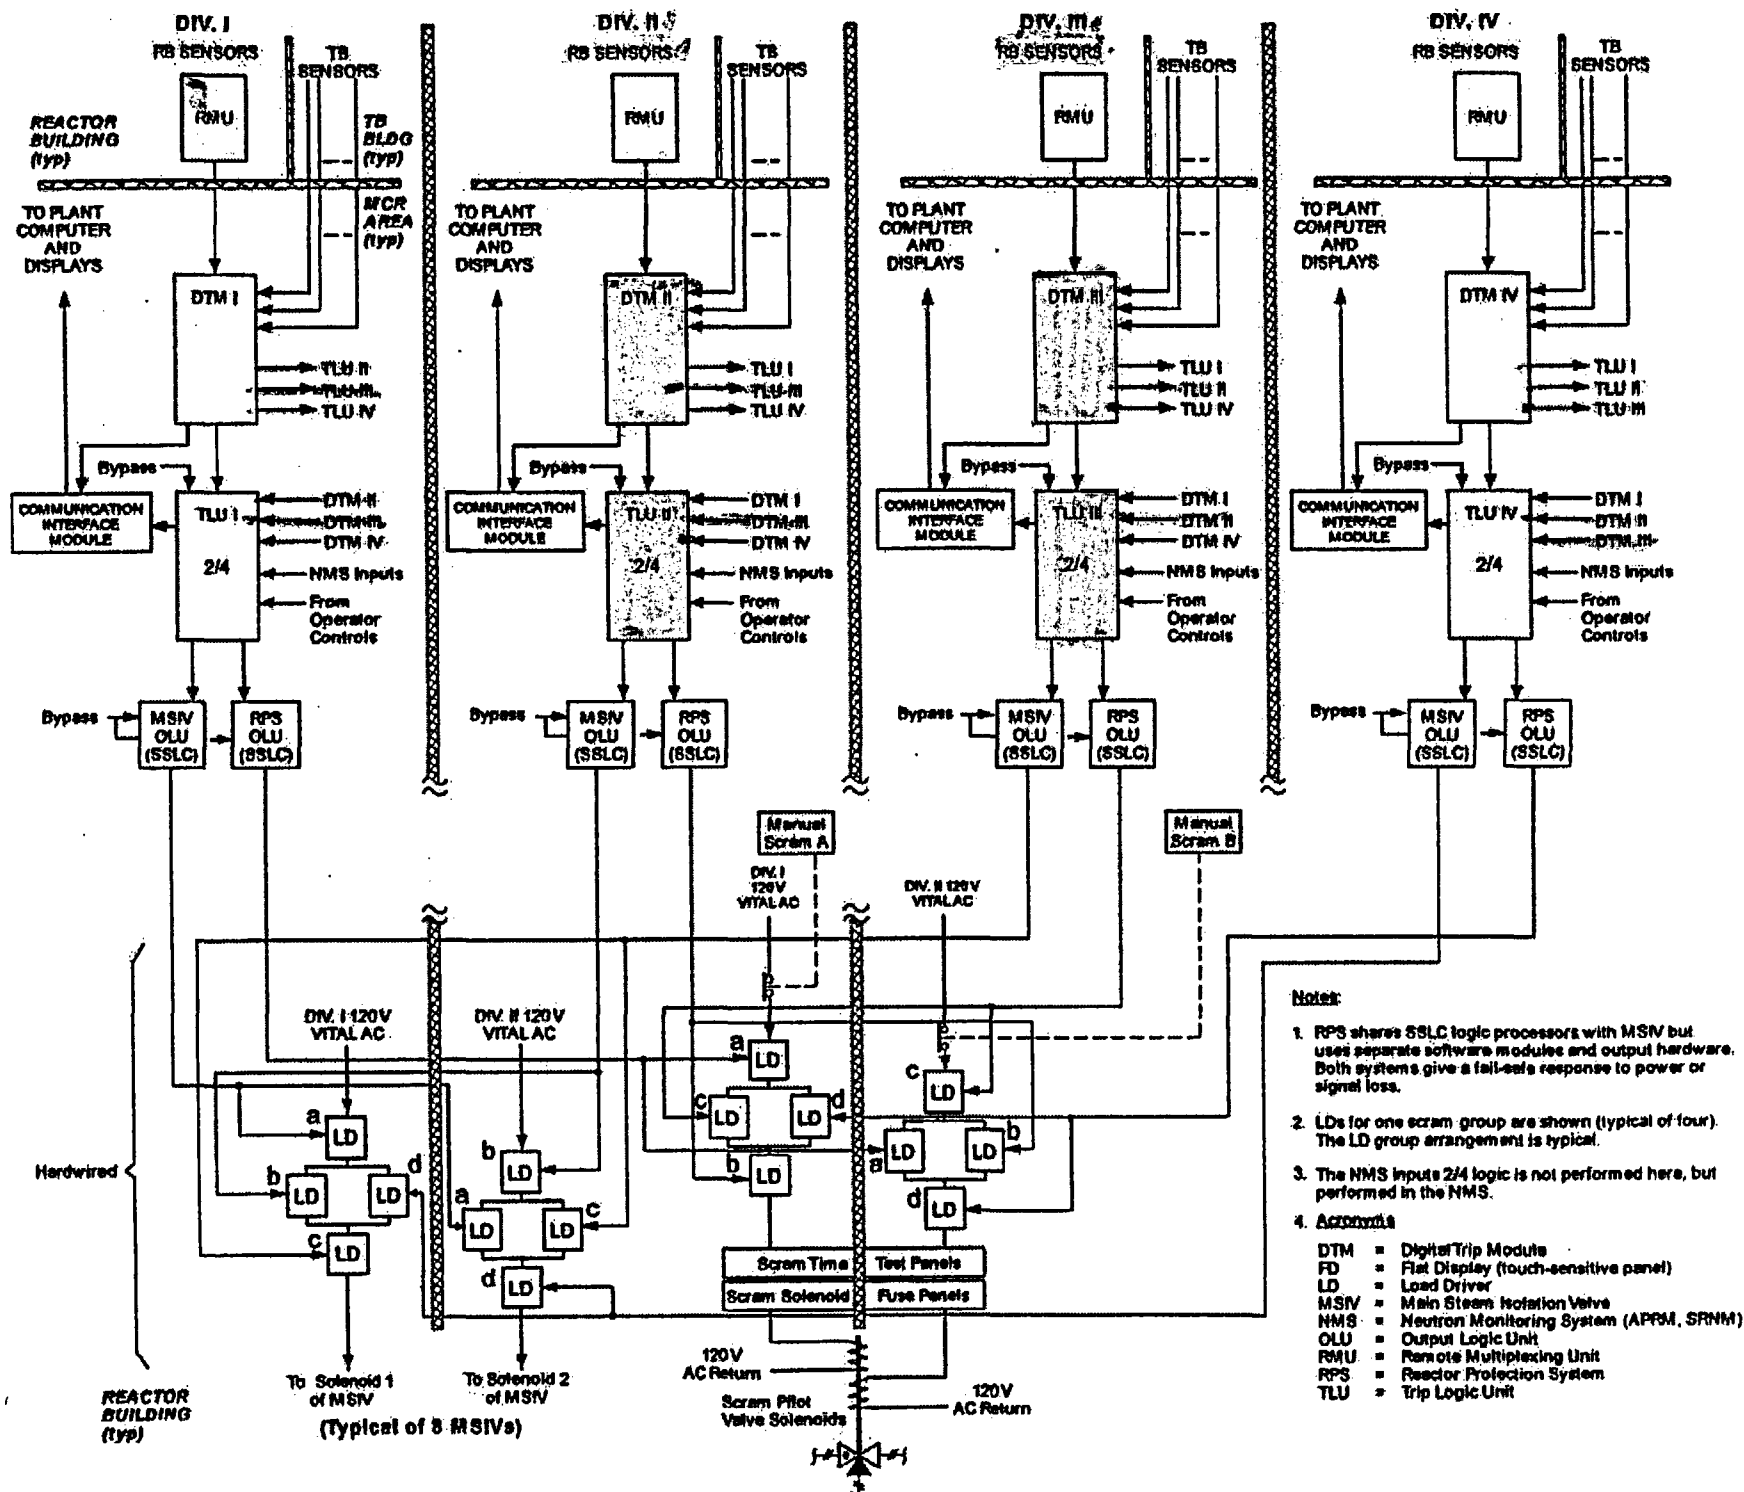 DIV. I
RB SENSORS
TB
SENSORS
RMU
REACTOR
BUILDING
(typ)
TB
BLDG
(typ)
MCR
AREA
(typ)
TO PLANT
COMPUTER
AND
DISPLAYS
DTM I
TLU II
TLU III
TLU IV
Bypass
COMMUNICATION
INTERFACE
MODULE
TLU I
2/4
DTM II
DTM III
DTM IV
NMS Inputs
From
Operator
Controls
Bypass
MSIV
OLU
(SSLC)
RPS
OLU
(SSLC)
DIV. II
RB SENSORS
TB
SENSORS
RMU
TO PLANT
COMPUTER
AND
DISPLAYS
DTM II
TLU I
TLU III
TLU IV
Bypass
COMMUNICATION
INTERFACE
MODULE
TLU II
2/4
DTM I
DTM III
DTM IV
NMS Inputs
From
Operator
Controls
Bypass
MSIV
OLU
(SSLC)
RPS
OLU
(SSLC)
DIV. III
RB SENSORS
TB
SENSORS
RMU
TO PLANT
COMPUTER
AND
DISPLAYS
DTM III
TLU I
TLU II
TLU IV
Bypass
COMMUNICATION
INTERFACE
MODULE
TLU III
2/4
DTM I
DTM II
DTM IV
NMS Inputs
From
Operator
Controls
Bypass
MSIV
OLU
(SSLC)
RPS
OLU
(SSLC)
DIV. IV
RB SENSORS
TB
SENSORS
RMU
TO PLANT
COMPUTER
AND
DISPLAYS
DTM IV
TLU I
TLU II
TLU III
Bypass
COMMUNICATION
INTERFACE
MODULE
TLU IV
2/4
DTM I
DTM II
DTM III
NMS Inputs
From
Operator
Controls
Bypass
MSIV
OLU
(SSLC)
RPS
OLU
(SSLC)
Manual
Scram A
Manual
Scram B
DIV. I
120V
VITAL AC
DIV. II 120V
VITAL AC
Hardwired
DIV. I 120V
VITAL AC
a
LD
b
LD
d
LD
c
LD
To Solenoid 1
of MSIV
DIV. II 120V
VITAL AC
b
LD
a
LD
c
LD
d
LD
To Solenoid 2
of MSIV
(Typical of 8 MSIVs)
REACTOR
BUILDING
(typ)
a
LD
c
LD
d
LD
b
LD
c
LD
a
LD
b
LD
d
LD
Scram Time Test Panels
Scram Solenoid Fuse Panels
120V
AC Return
Scram Pilot
Valve Solenoids
120V
AC Return
Notes:
1. RPS shares SSLC logic processors with MSIV but
uses separate software modules and output hardware.
Both systems give a fail-safe response to power or
signal loss.
2. LDs for one scram group are shown (typical of four).
The LD group arrangement is typical.
3. The NMS inputs 2/4 logic is not performed here, but
performed in the NMS.
4. Acronyms
DTM = Digital Trip Module
FD = Flat Display (touch-sensitive panel)
LD = Load Driver
MSIV = Main Steam Isolation Valve
NMS = Neutron Monitoring System (APRM, SRNM)
OLU = Output Logic Unit
RMU = Remote Multiplexing Unit
RPS = Reactor Protection System
TLU = Trip Logic Unit